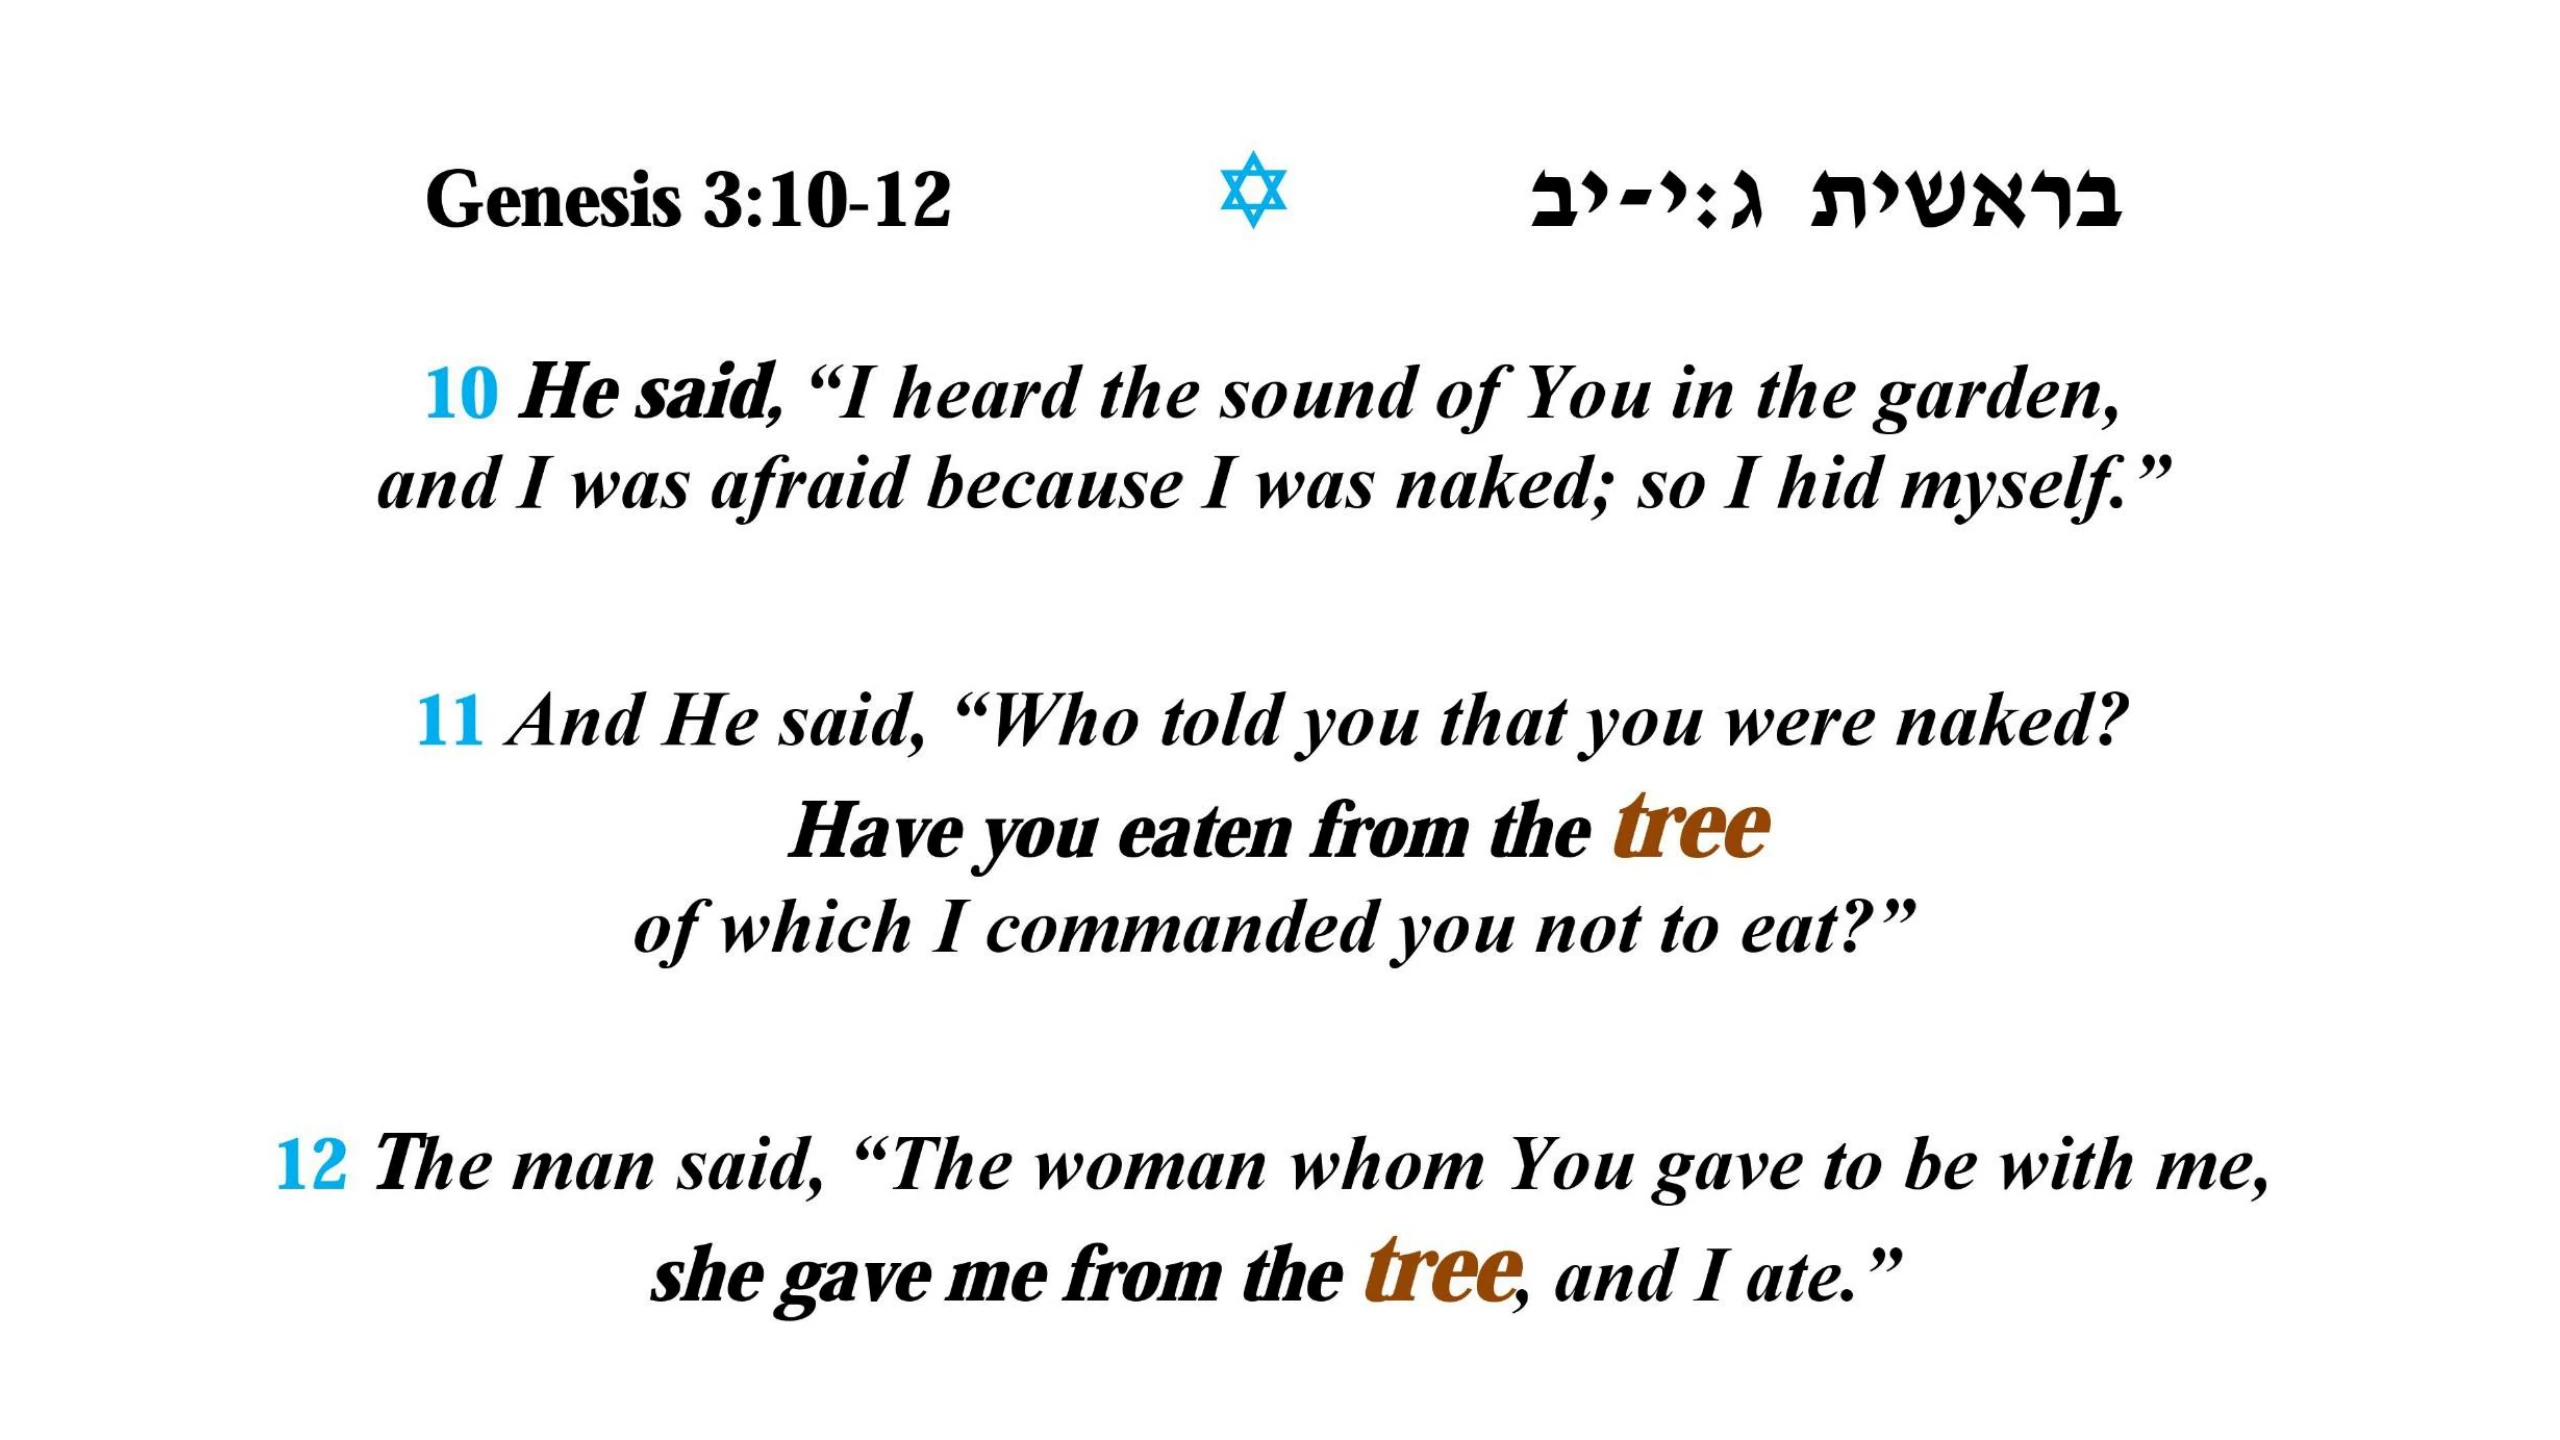 Genesis 3:10-12 ✡ בראשית ג:י-יב
10 He said, “I heard the sound of You in the garden,
and I was afraid because I was naked; so I hid myself.”
11 And He said, “Who told you that you were naked?
Have you eaten from the tree
of which I commanded you not to eat?”
12 The man said, “The woman whom You gave to be with me,
she gave me from the tree, and I ate.”